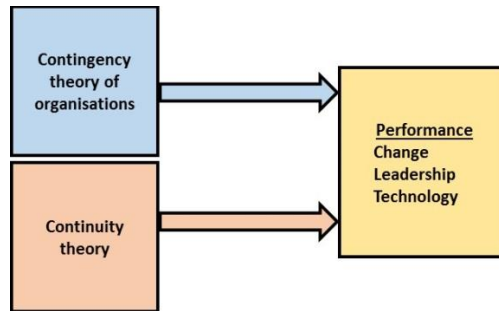 Contingency
theory of
organisations
Continuity
theory
Performance
Change
Leadership
Technology